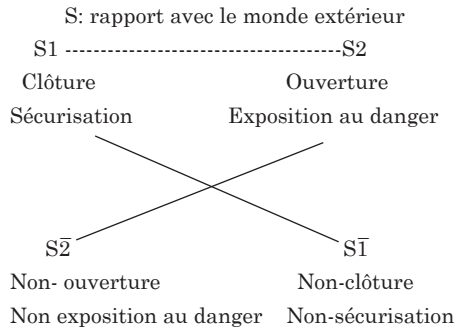 S: rapport avec le monde extérieur
S1 ---------------------------------------S2
Clôture Ouverture
Sécurisation Exposition au danger
S2̅ S1̅
Non- ouverture Non-clôture
Non exposition au danger Non-sécurisation